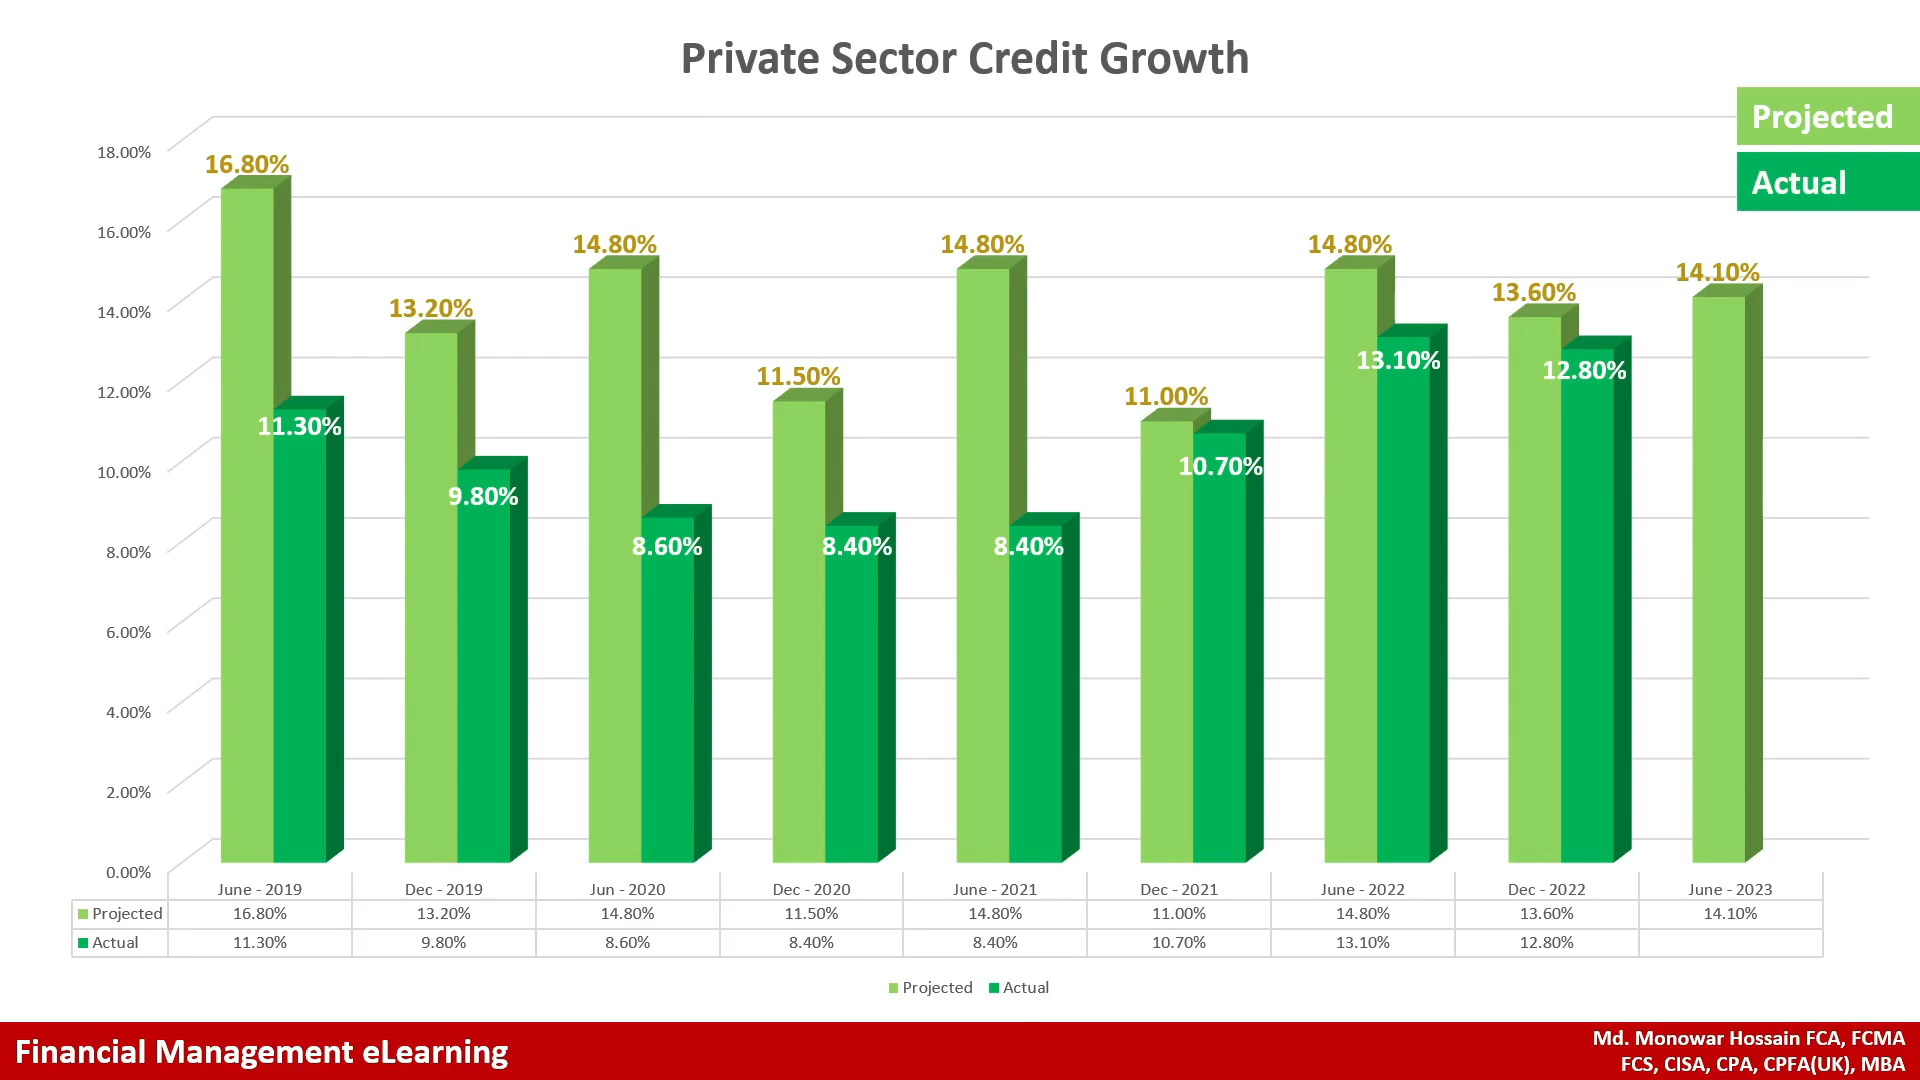 Private Sector Credit Growth
Projected
Actual
18.00%
16.00%
14.00%
12.00%
10.00%
8.00%
6.00%
4.00%
2.00%
0.00%
16.80%
11.30%
13.20%
9.80%
14.80%
8.60%
11.50%
8.40%
14.80%
8.40%
11.00%
10.70%
14.80%
13.10%
13.60%
12.80%
14.10%
June - 2019 Dec - 2019 Jun - 2020 Dec - 2020 June - 2021 Dec - 2021 June - 2022 Dec - 2022 June - 2023
Projected 16.80% 13.20% 14.80% 11.50% 14.80% 11.00% 14.80% 13.60% 14.10%
Actual 11.30% 9.80% 8.60% 8.40% 8.40% 10.70% 13.10% 12.80%
Projected Actual
Financial Management eLearning
Md. Monowar Hossain FCA, FCMA
FCS, CISA, CPA, CPFA(UK), MBA